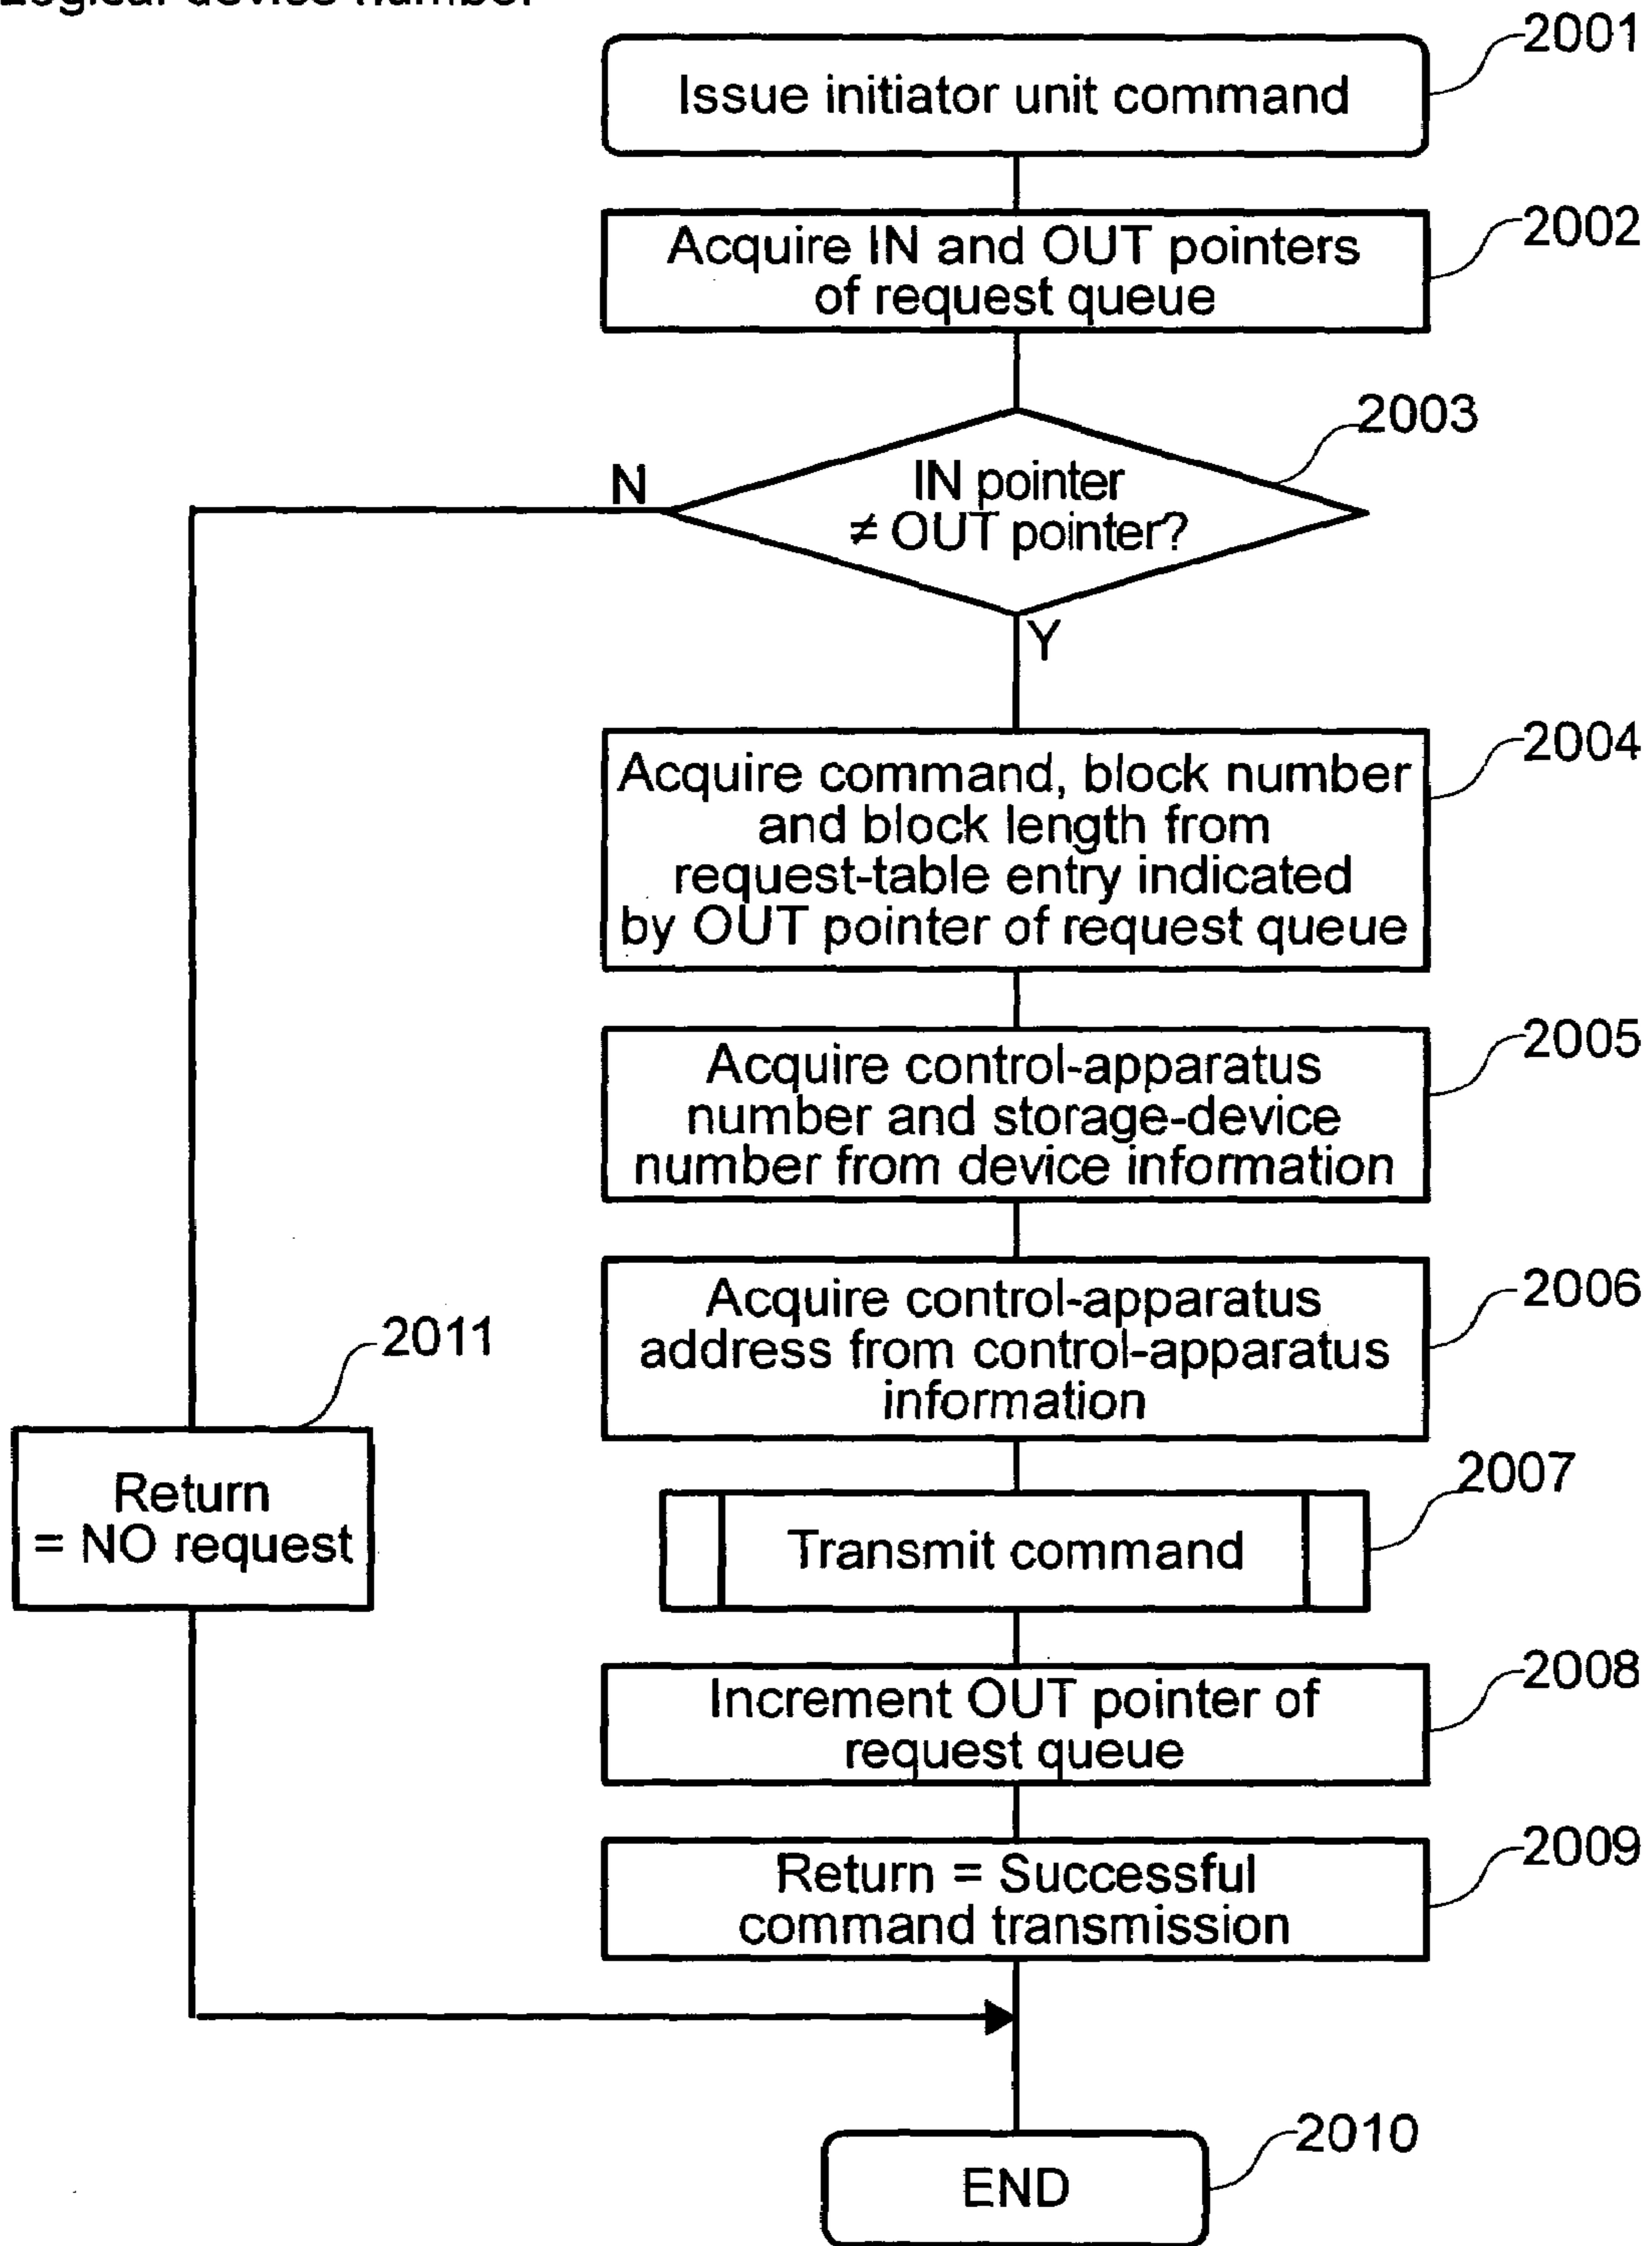 Logical device number
2001
Issue initiator unit command
2002
Acquire IN and OUT pointers
of request queue
2003
N
IN pointer
≠ OUT pointer?
Y
2004
Acquire command, block number
and block length from
request-table entry indicated
by OUT pointer of request queue
2005
Acquire control-apparatus
number and storage-device
number from device information
2006
Acquire control-apparatus
address from control-apparatus
information
2011
Return
= NO request
2007
Transmit command
2008
Increment OUT pointer of
request queue
2009
Return = Successful
command transmission
2010
END